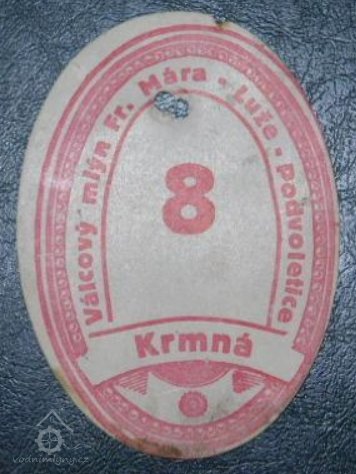 Válcový mlýn Fr. Mára - Luže - Podvoletice
8
Krmná
vodnimlyny.cz